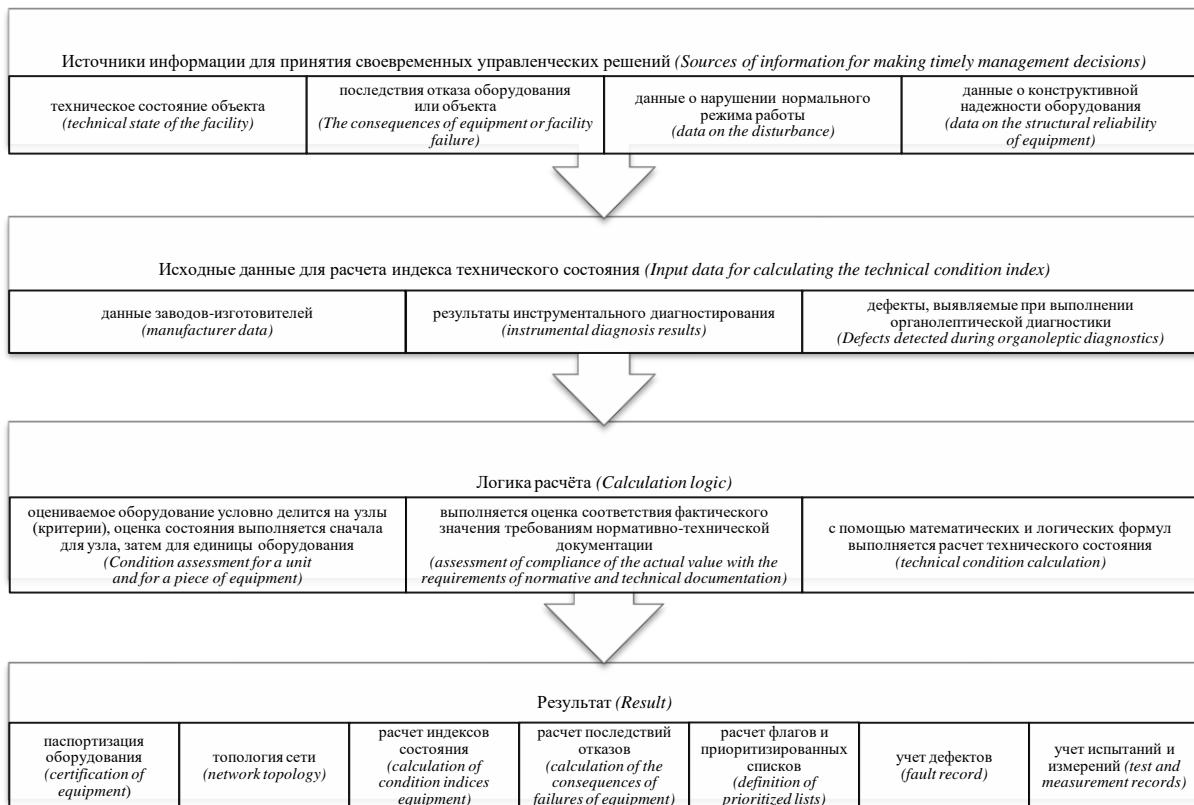 Источники информации для принятия своевременных управленческих решений (Sources of information for making timely management decisions)
техническое состояние объекта
(technical state of the facility)
последствия отказа оборудования
или объекта
(The consequences of equipment or facility
failure)
данные о нарушении нормального
режима работы
(data on the disturbance)
данные о конструктивной
надежности оборудования
(data on the structural reliability
of equipment)
Исходные данные для расчета индекса технического состояния (Input data for calculating the technical condition index)
данные заводов-изготовителей
(manufacturer data)
результаты инструментального диагностирования
(instrumental diagnosis results)
дефекты, выявляемые при выполнении
органолептической диагностики
(Defects detected during organoleptic diagnostics)
Логика расчёта (Calculation logic)
оцениваемое оборудование условно делится на узлы
(критерии), оценка состояния выполняется сначала
для узла, затем для единицы оборудования
(Condition assessment for a unit
and for a piece of equipment)
выполняется оценка соответствия фактического
значения требованиям нормативно-технической
документации
(assessment of compliance of the actual value with the
requirements of normative and technical documentation)
с помощью математических и логических формул
выполняется расчет технического состояния
(technical condition calculation)
Результат (Result)
паспортизация
оборудования
(certification of
equipment)
топология сети
(network topology)
расчет индексов
состояния
(calculation of
condition indices
equipment)
расчет последствий
отказов
(calculation of the
consequences of
failures of equipment)
расчет флагов и
приоритизированных
списков
(definition of
prioritized lists)
учет дефектов
(fault record)
учет испытаний и
измерений (test and
measurement records)